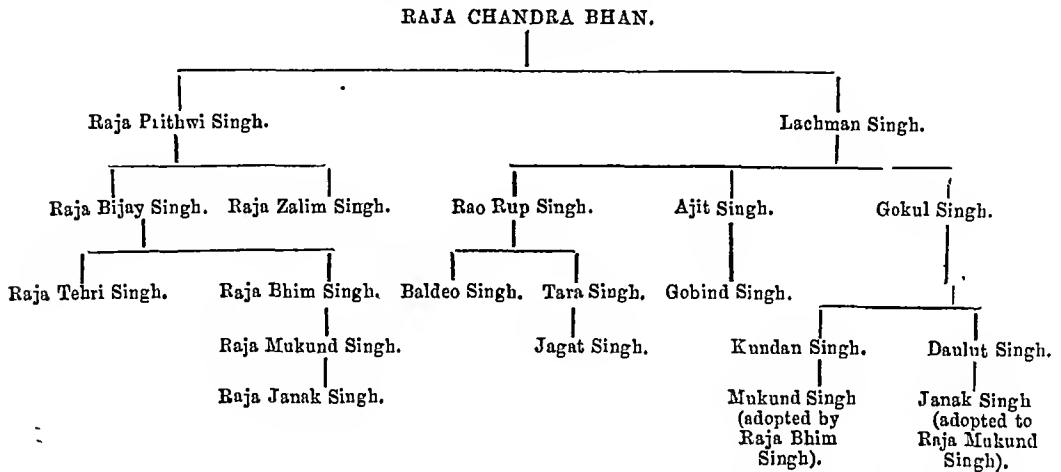 RAJA CHANDRA BHAN.
Raja Prithwi Singh. Lachman Singh.
Raja Bijay Singh. Raja Zalim Singh. Rao Rup Singh. Ajit Singh. Gokul Singh.
Raja Tehri Singh. Raja Bhim Singh. Baldeo Singh. Tara Singh. Gobind Singh.
Raja Mukund Singh. Jagat Singh. Kundan Singh. Daulut Singh.
Raja Janak Singh.
Mukund Singh
(adopted by
Raja Bhim
Singh).
Janak Singh
(adopted to
Raja Mukund
Singh).